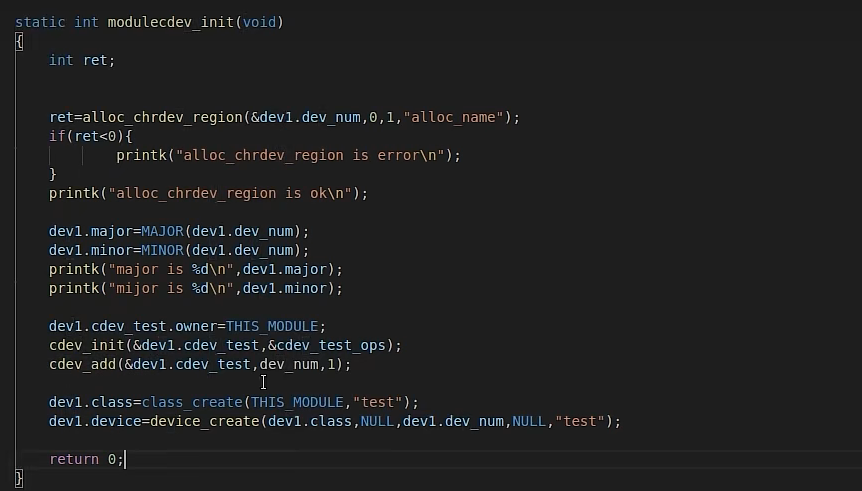 static int modulecdev_init(void)
{
    int ret;
    ret=alloc_chrdev_region(&dev1.dev_num,0,1,"alloc_name");
    if(ret<0){
            printk("alloc_chrdev_region is error\n");
    }
    printk("alloc_chrdev_region is ok\n");
    dev1.major=MAJOR(dev1.dev_num);
    dev1.minor=MINOR(dev1.dev_num);
    printk("major is %d\n",dev1.major);
    printk("mijor is %d\n",dev1.minor);
    dev1.cdev_test.owner=THIS_MODULE;
    cdev_init(&dev1.cdev_test,&cdev_test_ops);
    cdev_add(&dev1.cdev_test,dev_num,1);
    dev1.class=class_create(THIS_MODULE,"test");
    dev1.device=device_create(dev1.class,NULL,dev1.dev_num,NULL,"test");
    return 0;
}